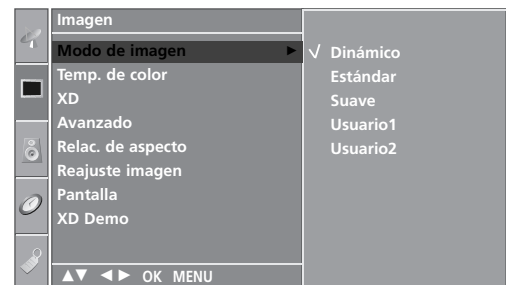 Imagen
Modo de imagen ►
Temp. de color
XD
Avanzado
Relac. de aspecto
Reajuste imagen
Pantalla
XD Demo
√ Dinámico
Estándar
Suave
Usuario1
Usuario2
▲▼ ◄► OK MENU